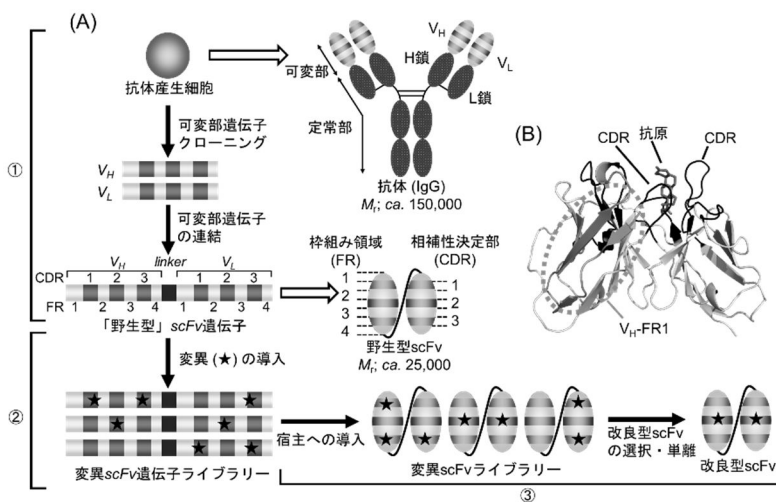 (A)
①
抗体産生細胞
可変部遺伝子
クローニング
V_H
V_L
可変部遺伝子
の連結
V_H linker V_L
CDR 1 2 3 1 2 3
FR 1 2 3 4 1 2 3 4
「野生型」scFv遺伝子
V_H
V_L
H鎖
L鎖
可変部
定常部
抗体 (IgG)
M_r; ca. 150,000
枠組み領域
(FR)
相補性決定部
(CDR)
1
2
3
4
1
2
3
野生型scFv
M_r; ca. 25,000
(B)
CDR
抗原
CDR
V_H-FR1
②
変異 (★) の導入
変異scFv遺伝子ライブラリー
宿主への導入
変異scFvライブラリー
改良型scFv
の選択・単離
改良型scFv
③